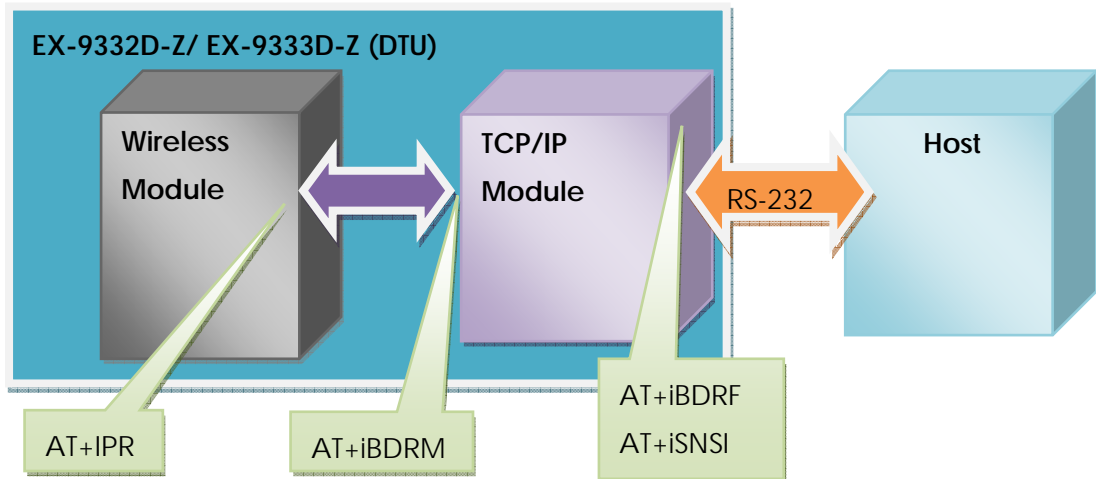 EX-9332D-Z/ EX-9333D-Z (DTU)
Wireless
Module
TCP/IP
Module
RS-232
Host
AT+IPR
AT+iBDRM
AT+iBDRF
AT+iSNSI